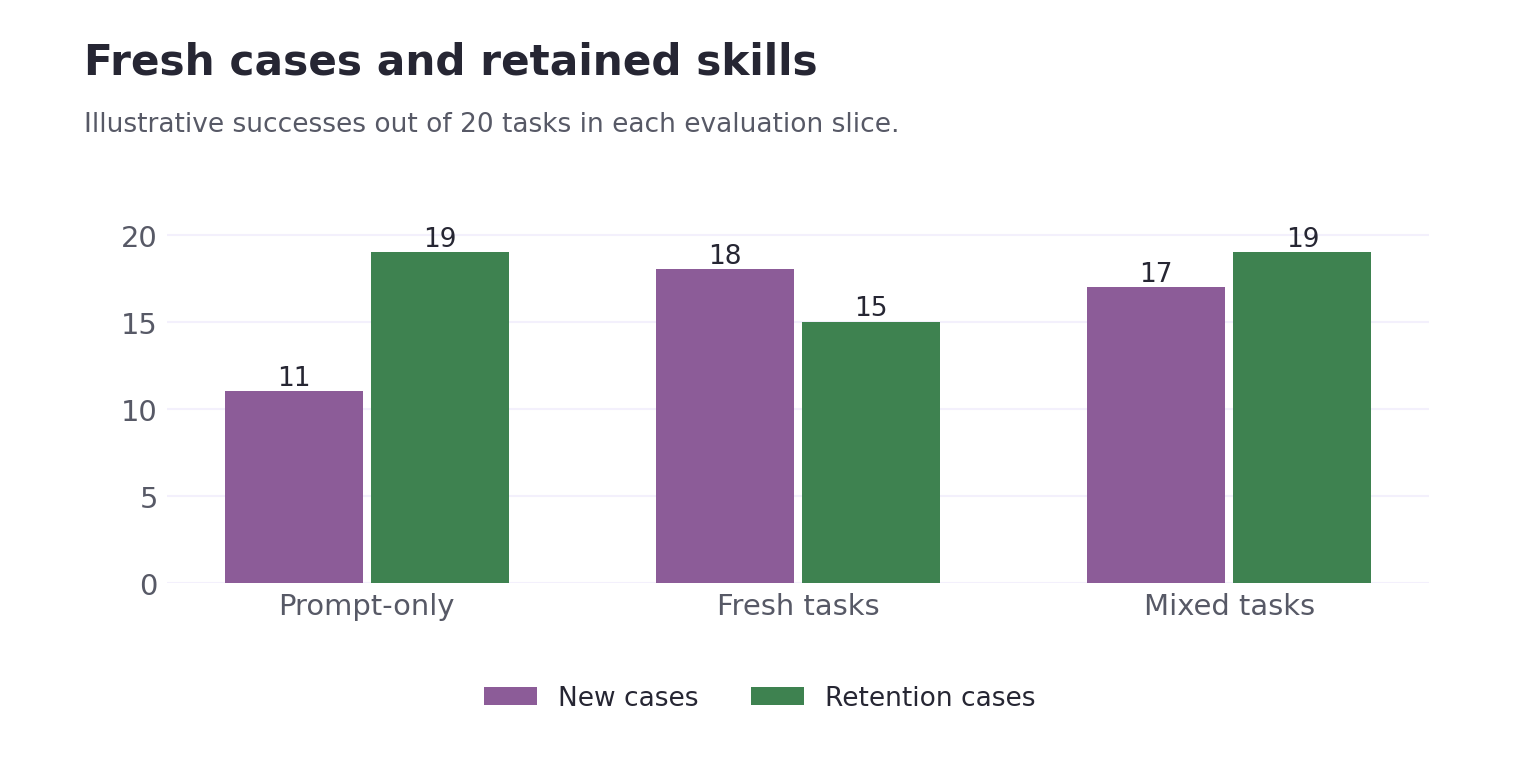 Fresh cases and retained skills
Illustrative successes out of 20 tasks in each evaluation slice.
20
15
10
5
0
11
19
18
15
17
19
Prompt-only
Fresh tasks
Mixed tasks
New cases
Retention cases